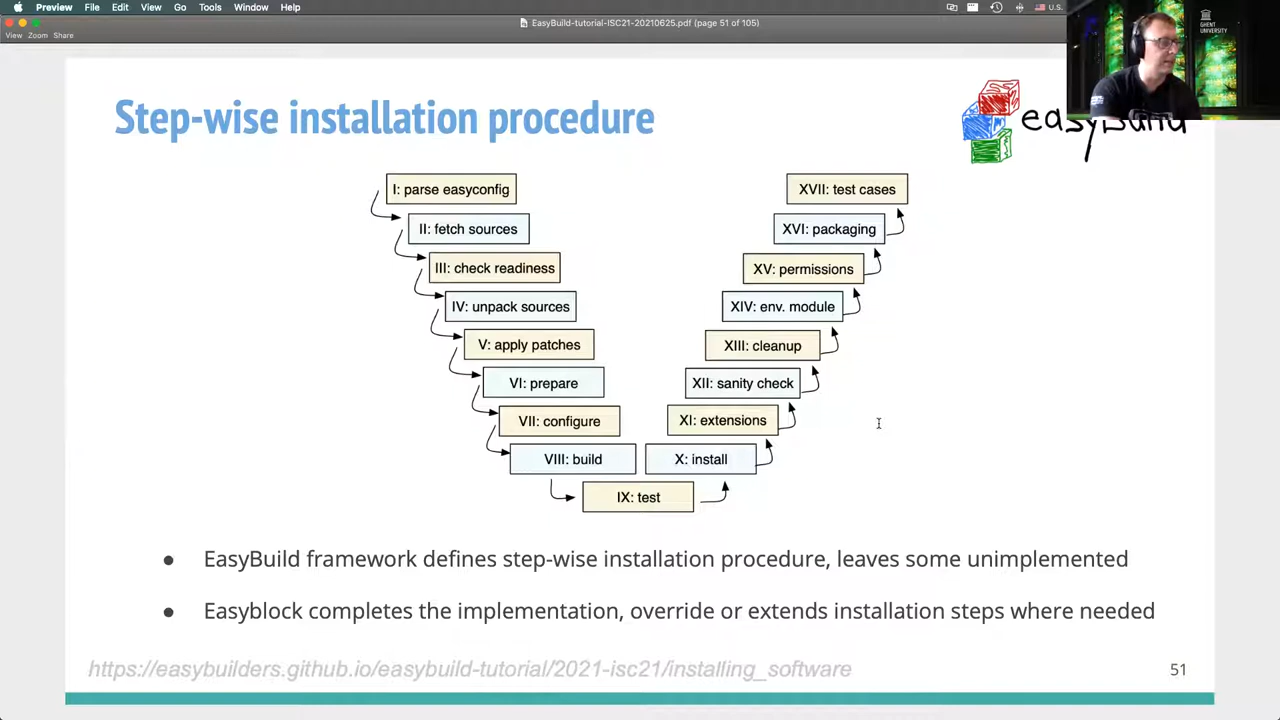 Preview File Edit View Go Tools Window Help U.S.
EasyBuild-tutorial-ISC21-20210625.pdf (page 51 of 105)
View Zoom Share
GHENT
UNIVERSITY
Step-wise installation procedure
easybuild
I: parse easyconfig
II: fetch sources
III: check readiness
IV: unpack sources
V: apply patches
VI: prepare
VII: configure
VIII: build
IX: test
X: install
XI: extensions
XII: sanity check
XIII: cleanup
XIV: env. module
XV: permissions
XVI: packaging
XVII: test cases
● EasyBuild framework defines step-wise installation procedure, leaves some unimplemented
● Easyblock completes the implementation, override or extends installation steps where needed
https://easybuilders.github.io/easybuild-tutorial/2021-isc21/installing_software
51